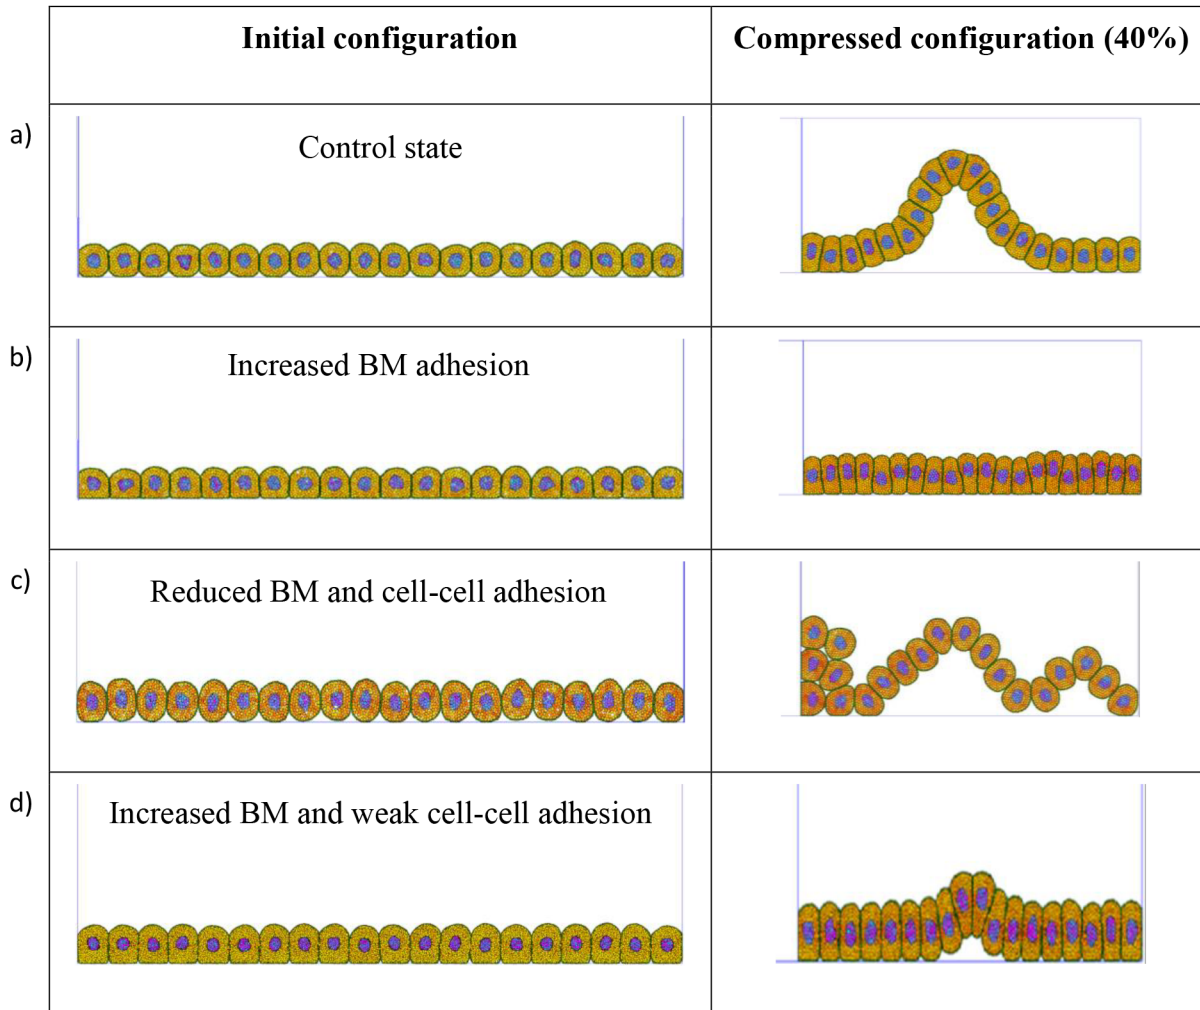 Initial configuration
Compressed configuration (40%)
a)
Control state
b)
Increased BM adhesion
c)
Reduced BM and cell-cell adhesion
d)
Increased BM and weak cell-cell adhesion